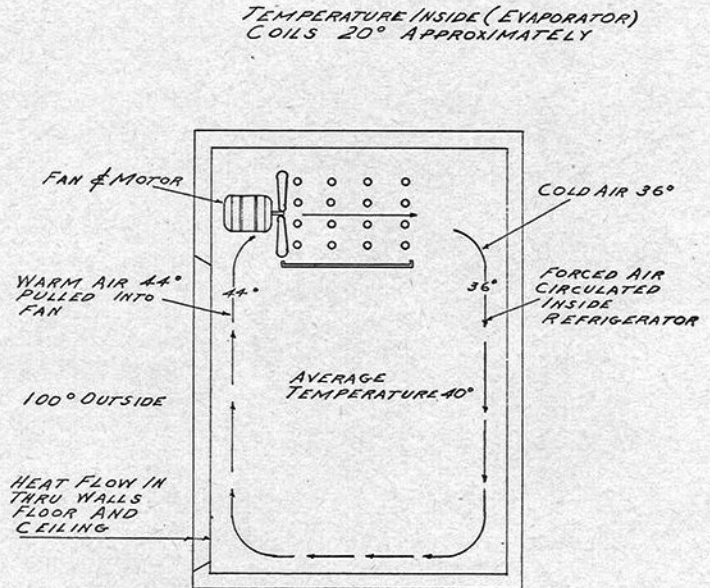 TEMPERATURE INSIDE (EVAPORATOR)
COILS 20° APPROXIMATELY
FAN & MOTOR
COLD AIR 36°
WARM AIR 44°
PULLED INTO
FAN
44°
36°
FORCED AIR
CIRCULATED
INSIDE
REFRIGERATOR
AVERAGE
TEMPERATURE 40°
100° OUTSIDE
HEAT FLOW IN
THRU WALLS
FLOOR AND
CEILING